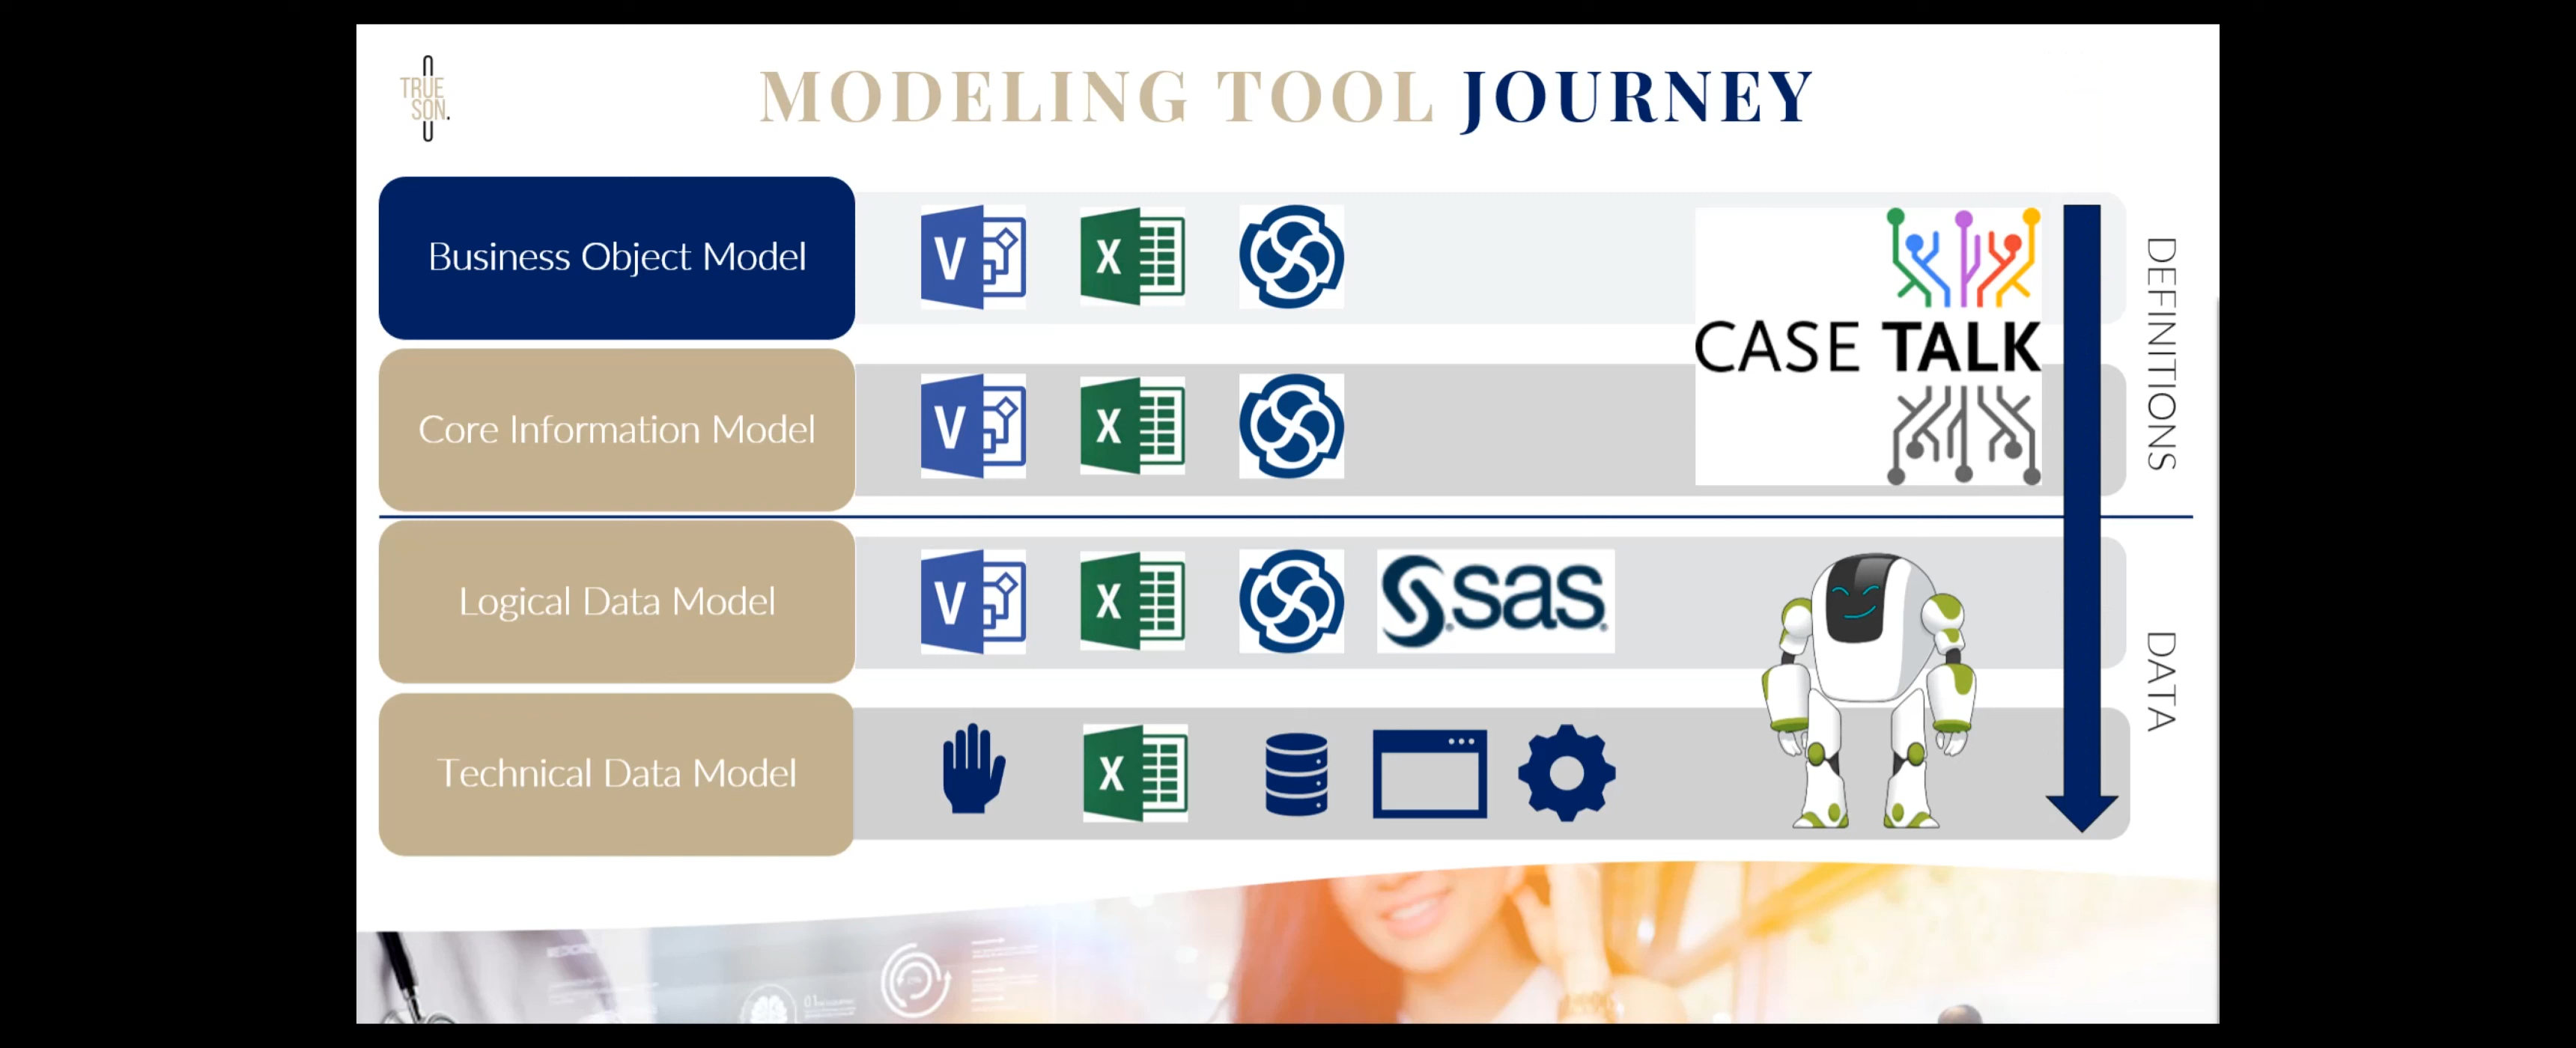 TRUE
SON.
MODELING TOOL JOURNEY
Business Object Model
V
X
CASE TALK
DEFINITIONS
Core Information Model
V
X
Logical Data Model
V
X
sas
DATA
Technical Data Model
X